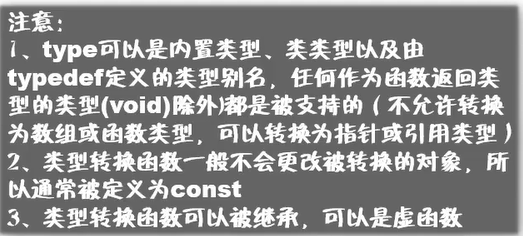 注意：
1、type可以是内置类型、类类型以及由
typedef定义的类型别名，任何作为函数返回类
型的类型(void)除外)都是被支持的（不允许转换
为数组或函数类型，可以转换为指针或引用类型）
2、类型转换函数一般不会更改被转换的对象，所
以通常被定义为const
3、类型转换函数可以被继承，可以是虚函数